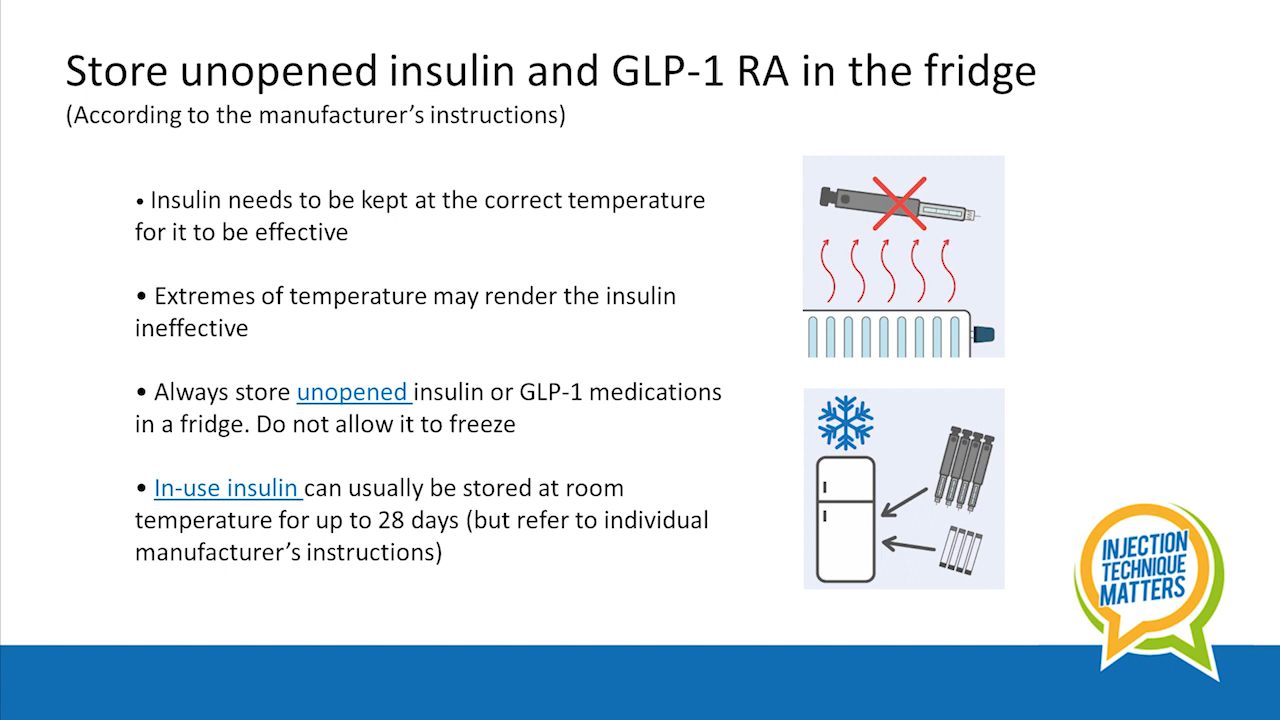 Store unopened insulin and GLP-1 RA in the fridge
(According to the manufacturer’s instructions)
• Insulin needs to be kept at the correct temperature
for it to be effective
• Extremes of temperature may render the insulin
ineffective
• Always store unopened insulin or GLP-1 medications
in a fridge. Do not allow it to freeze
• In-use insulin can usually be stored at room
temperature for up to 28 days (but refer to individual
manufacturer’s instructions)
INJECTION
TECHNIQUE
MATTERS